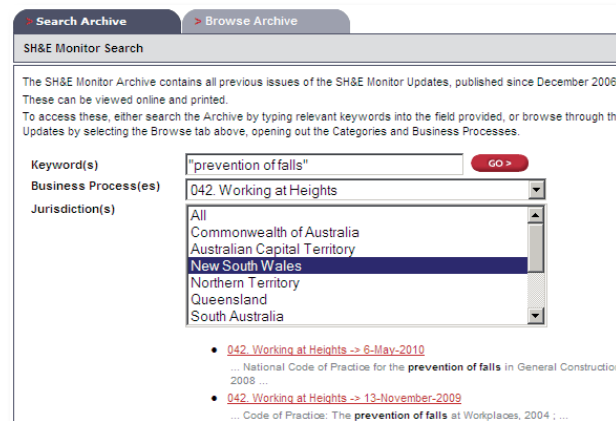 > Search Archive
> Browse Archive
SH&E Monitor Search
The SH&E Monitor Archive contains all previous issues of the SH&E Monitor Updates, published since December 2006
These can be viewed online and printed.
To access these, either search the Archive by typing relevant keywords into the field provided, or browse through th
Updates by selecting the Browse tab above, opening out the Categories and Business Processes.
Keyword(s)
"prevention of falls"
GO >
Business Process(es)
042. Working at Heights
Jurisdiction(s)
All
Commonwealth of Australia
Australian Capital Territory
New South Wales
Northern Territory
Queensland
South Australia
042. Working at Heights -> 6-May-2010
... National Code of Practice for the prevention of falls in General Constructio
2008 ...
042. Working at Heights -> 13-November-2009
... Code of Practice: The prevention of falls at Workplaces, 2004 ; ...